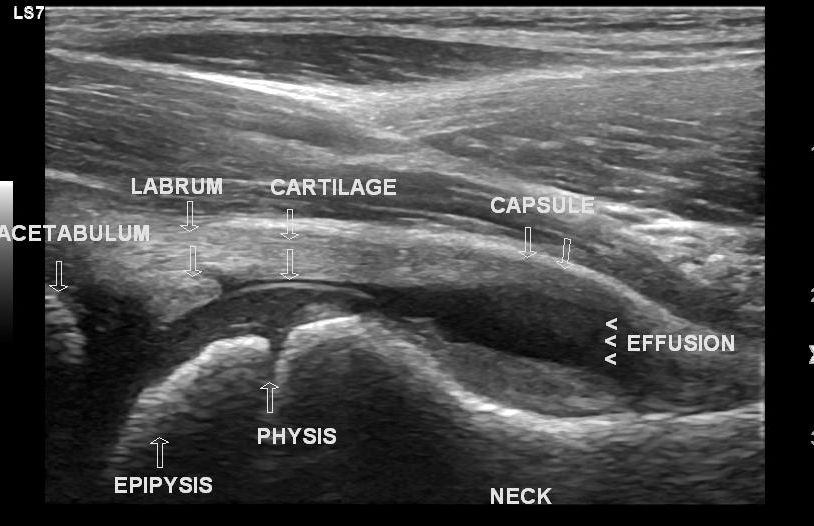 LS7
LABRUM
CARTILAGE
CAPSULE
ACETABULUM
EFFUSION
PHYSIS
EPIPYSIS
NECK